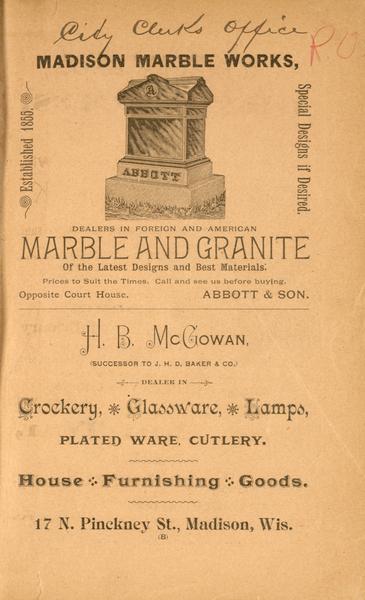 City Clerks Office
R O
MADISON MARBLE WORKS,
Established 1855.
Special Designs if Desired.
A
ABBOTT
DEALERS IN FOREIGN AND AMERICAN
MARBLE AND GRANITE
Of the Latest Designs and Best Materials.
Prices to Suit the Times. Call and see us before buying.
Opposite Court House. ABBOTT & SON.
H. B. McGOWAN,
(SUCCESSOR TO J. H. D. BAKER & CO.)
DEALER IN
Crockery, Glassware, Lamps,
PLATED WARE, CUTLERY.
House Furnishing Goods.
17 N. Pinckney St., Madison, Wis.
(B)